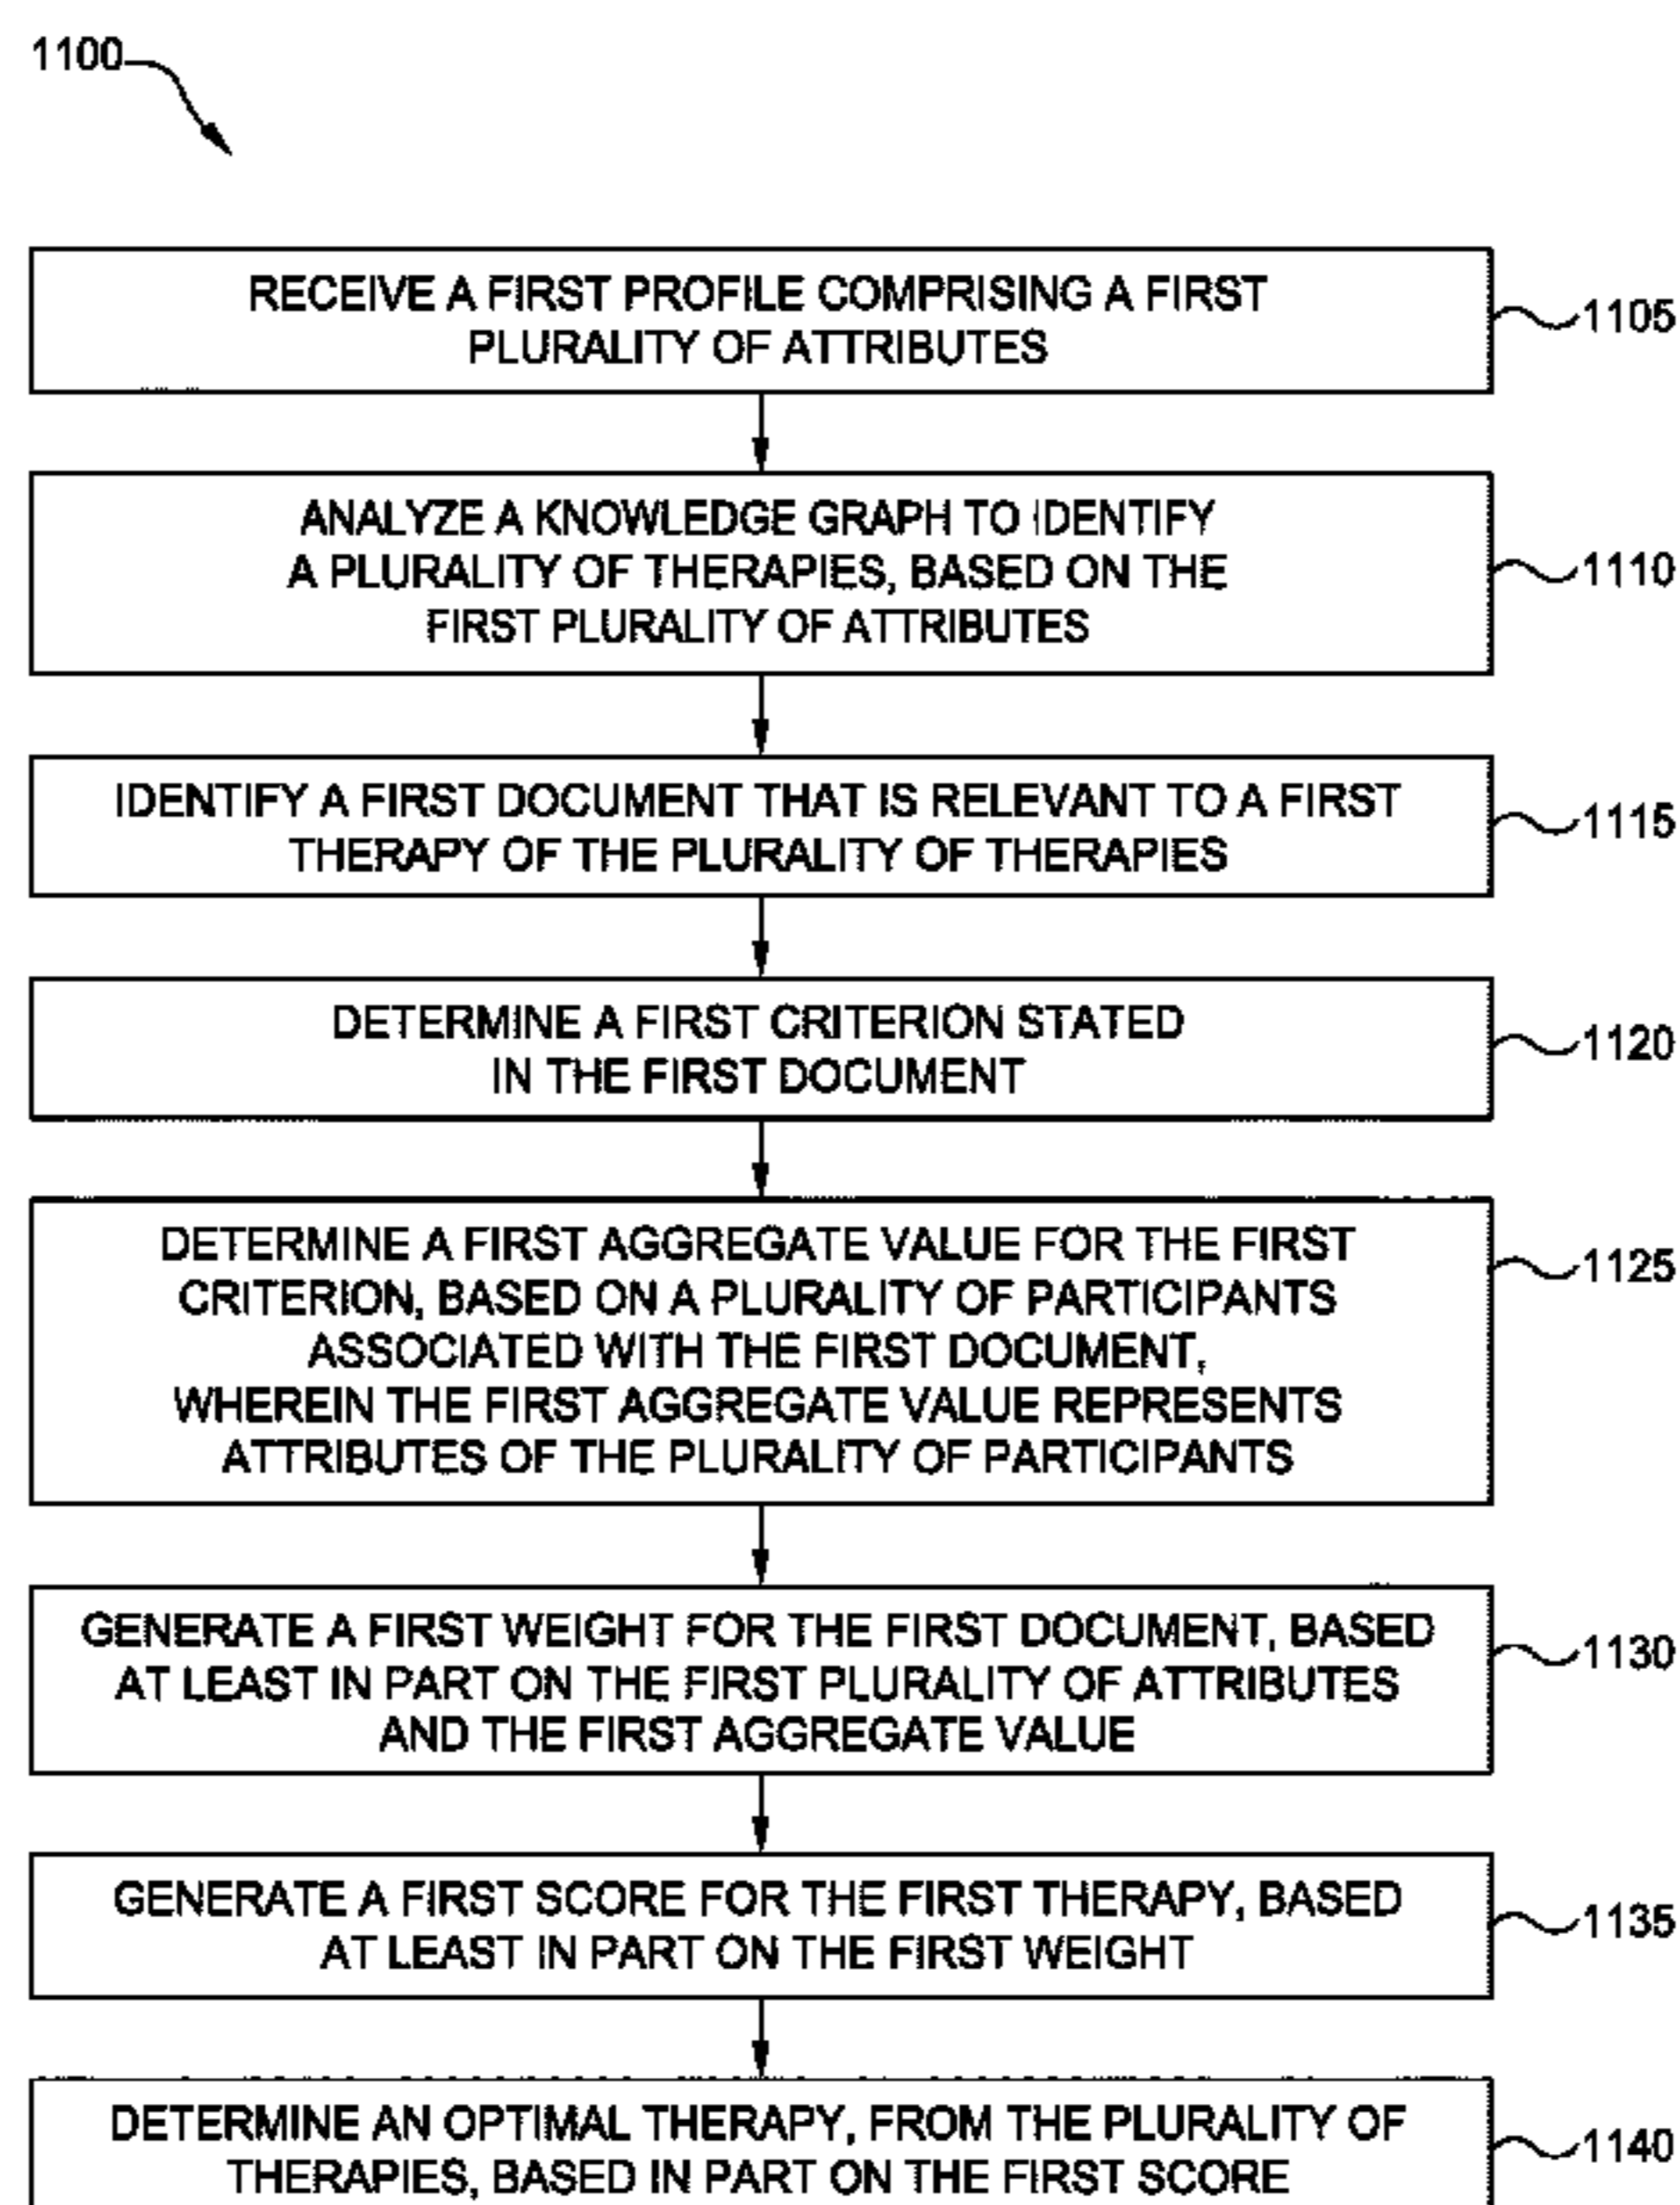 1100
RECEIVE A FIRST PROFILE COMPRISING A FIRST
PLURALITY OF ATTRIBUTES
1105
ANALYZE A KNOWLEDGE GRAPH TO IDENTIFY
A PLURALITY OF THERAPIES, BASED ON THE
FIRST PLURALITY OF ATTRIBUTES
1110
IDENTIFY A FIRST DOCUMENT THAT IS RELEVANT TO A FIRST
THERAPY OF THE PLURALITY OF THERAPIES
1115
DETERMINE A FIRST CRITERION STATED
IN THE FIRST DOCUMENT
1120
DETERMINE A FIRST AGGREGATE VALUE FOR THE FIRST
CRITERION, BASED ON A PLURALITY OF PARTICIPANTS
ASSOCIATED WITH THE FIRST DOCUMENT,
WHEREIN THE FIRST AGGREGATE VALUE REPRESENTS
ATTRIBUTES OF THE PLURALITY OF PARTICIPANTS
1125
GENERATE A FIRST WEIGHT FOR THE FIRST DOCUMENT, BASED
AT LEAST IN PART ON THE FIRST PLURALITY OF ATTRIBUTES
AND THE FIRST AGGREGATE VALUE
1130
GENERATE A FIRST SCORE FOR THE FIRST THERAPY, BASED
AT LEAST IN PART ON THE FIRST WEIGHT
1135
DETERMINE AN OPTIMAL THERAPY, FROM THE PLURALITY OF
THERAPIES, BASED IN PART ON THE FIRST SCORE
1140